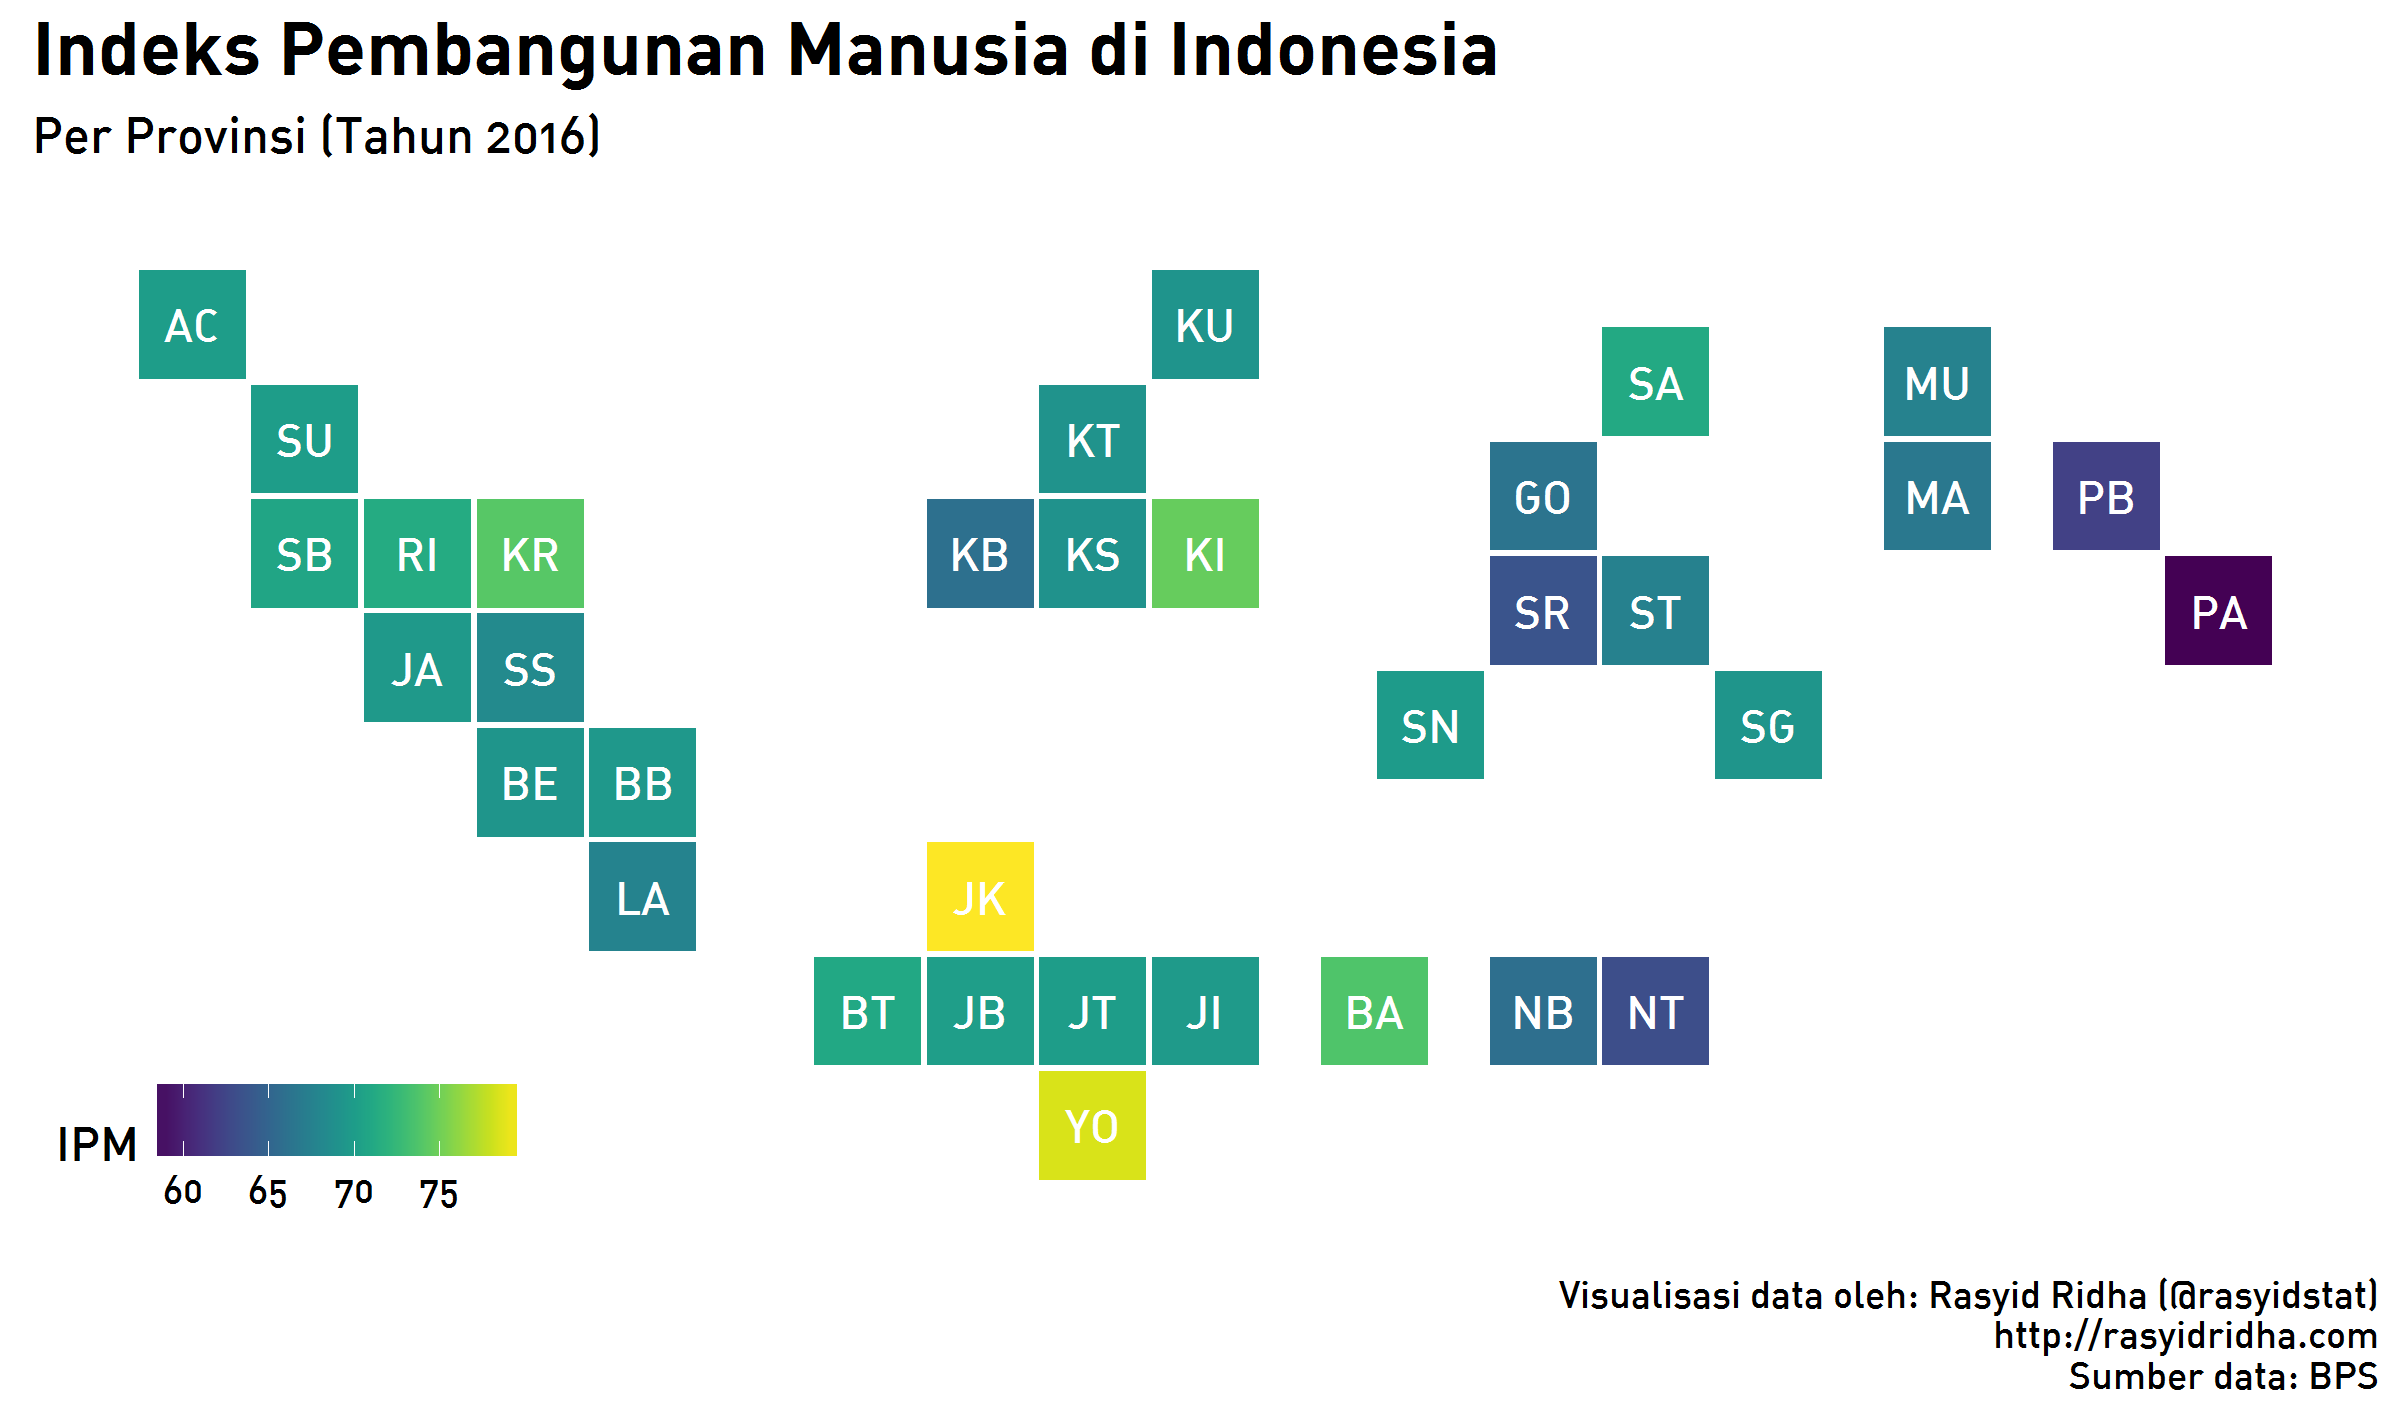 Indeks Pembangunan Manusia di Indonesia
Per Provinsi (Tahun 2016)
AC
KU
SA
MU
SU
KT
GO
MA
PB
SB
RI
KR
KB
KS
KI
SR
ST
PA
JA
SS
SN
SG
BE
BB
LA
JK
BT
JB
JT
JI
BA
NB
NT
YO
IPM
60 65 70 75
Visualisasi data oleh: Rasyid Ridha (@rasyidstat)
http://rasyidridha.com
Sumber data: BPS